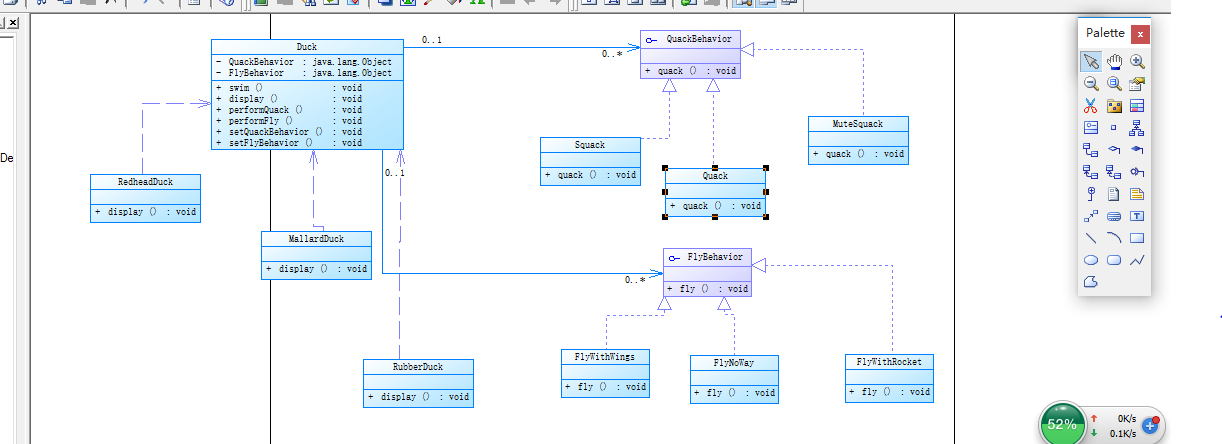 De
Duck
- QuackBehavior : java.lang.Object
- FlyBehavior : java.lang.Object
+ swim () : void
+ display () : void
+ performQuack () : void
+ performFly () : void
+ setQuackBehavior () : void
+ setFlyBehavior () : void
0..1
0..*
QuackBehavior
+ quack () : void
Palette
x
MuteSquack
+ quack () : void
Squack
+ quack () : void
Quack
+ quack () : void
0..1
RedheadDuck
+ display () : void
MallardDuck
+ display () : void
FlyBehavior
+ fly () : void
0..*
RubberDuck
+ display () : void
FlyWithWings
+ fly () : void
FlyNoWay
+ fly () : void
FlyWithRocket
+ fly () : void
52%
0K/s
0.1K/s